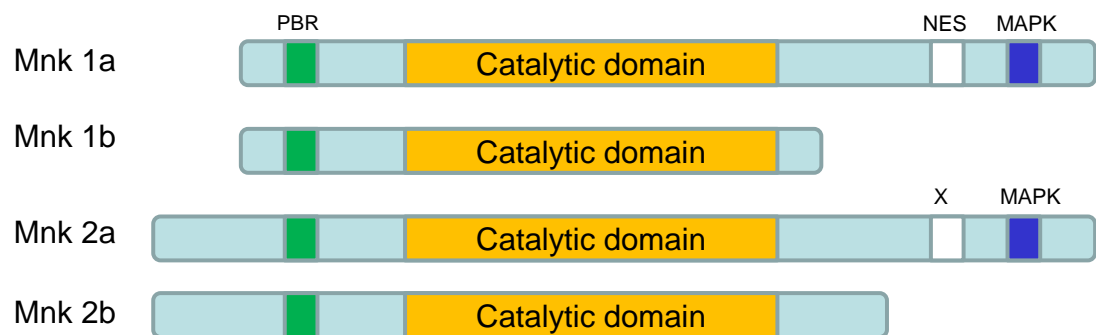 PBR NES MAPK
Mnk 1a Catalytic domain
Mnk 1b Catalytic domain
X MAPK
Mnk 2a Catalytic domain
Mnk 2b Catalytic domain